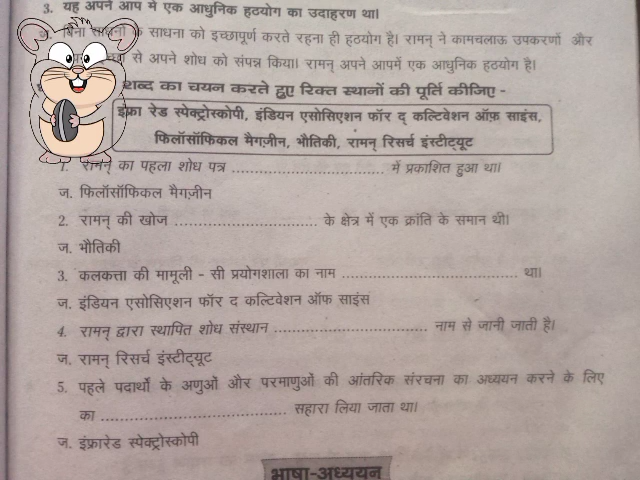 3. यह अपने आप में एक आधुनिक हठयोग का उदाहरण था।
के साधना को इच्छापूर्ण करते रहना ही हठयोग है। रामन् ने कामचलाऊ उपकरणों और
से अपने शोध को संपन्न किया। रामन् अपने आपमें एक आधुनिक हठयोग है।
शब्द का चयन करते हुए रिक्त स्थानों की पूर्ति कीजिए -
इंफ्रा रेड स्पेक्ट्रोस्कोपी, इंडियन एसोसिएशन फॉर द् कल्टिवेशन ऑफ़ साइंस,
फिलॉसॉफिकल मैगज़ीन, भौतिकी, रामन् रिसर्च इंस्टीट्यूट
1. रामन् का पहला शोध पत्र .................................. में प्रकाशित हुआ था।
ज. फिलॉसॉफिकल मैगज़ीन
2. रामन् की खोज ................................ के क्षेत्र में एक क्रांति के समान थी।
ज. भौतिकी
3. कलकत्ता की मामूली - सी प्रयोगशाला का नाम ........................................ था।
ज. इंडियन एसोसिएशन फॉर द कल्टिवेशन ऑफ साइंस
4. रामन् द्वारा स्थापित शोध संस्थान .................................. नाम से जानी जाती है।
ज. रामन् रिसर्च इंस्टीट्यूट
5. पहले पदार्थों के अणुओं और परमाणुओं की आंतरिक संरचना का अध्ययन करने के लिए
का .......................................... सहारा लिया जाता था।
ज. इंफ्रारेड स्पेक्ट्रोस्कोपी
भाषा-अध्ययन